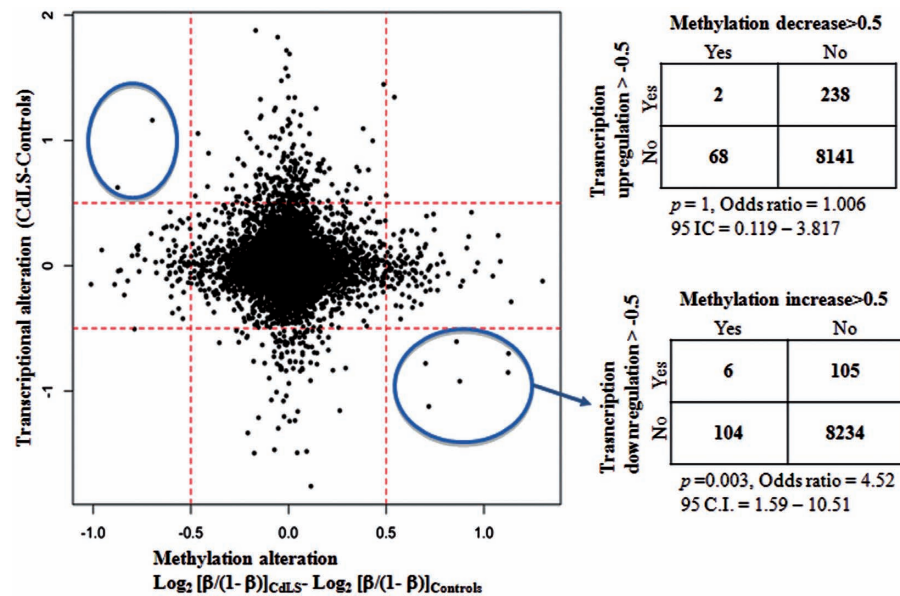 Transcriptional alteration (CdLS-Controls)
2
1
0
-1
-1.0 -0.5 0.0 0.5 1.0
Methylation alteration
Log2 [β/(1- β)]CdLS- Log2 [β/(1- β)]Controls
Methylation decrease>0.5
Yes No
Trasncription
upregulation > -0.5
Yes 2 238
No 68 8141
p = 1, Odds ratio = 1.006
95 IC = 0.119 – 3.817
Methylation increase>0.5
Yes No
Trasncription
downregulation > -0.5
Yes 6 105
No 104 8234
p =0.003, Odds ratio = 4.52
95 C.I. = 1.59 – 10.51